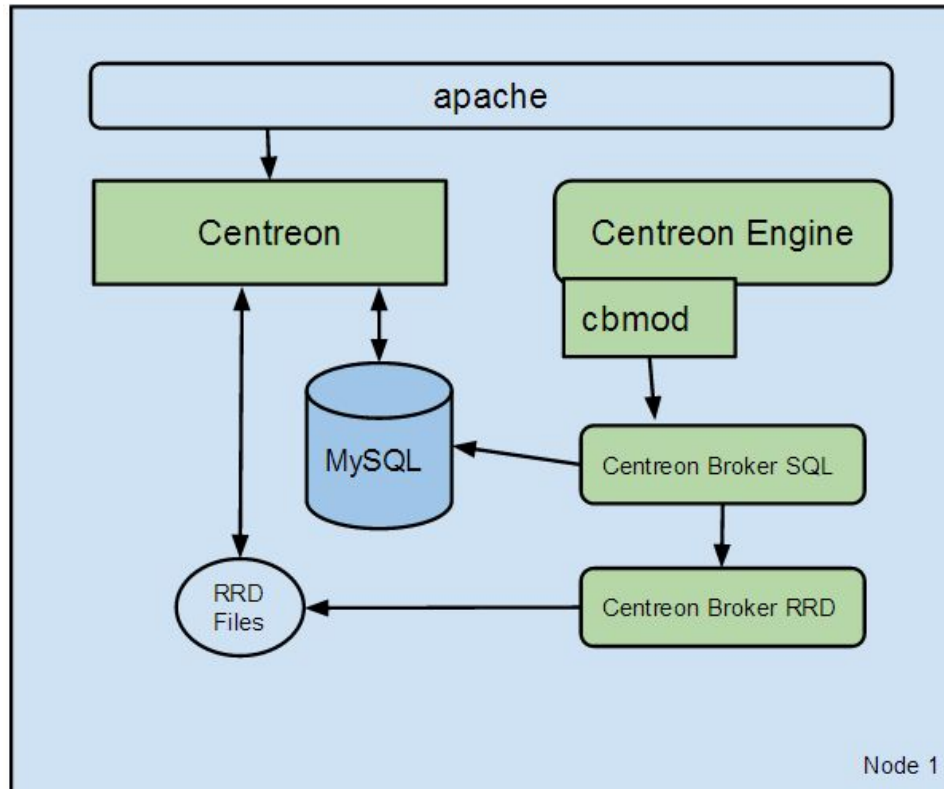 apache
Centreon
Centreon Engine
cbmod
MySQL
Centreon Broker SQL
RRD
Files
Centreon Broker RRD
Node 1